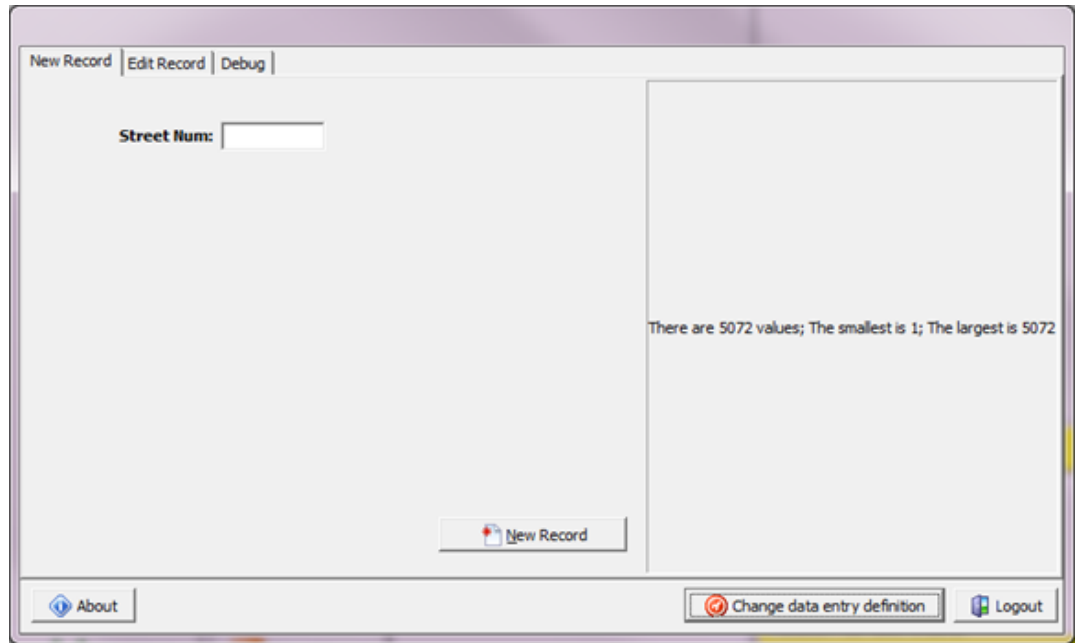 New Record Edit Record Debug
Street Num:
There are 5072 values; The smallest is 1; The largest is 5072
New Record
About Change data entry definition Logout